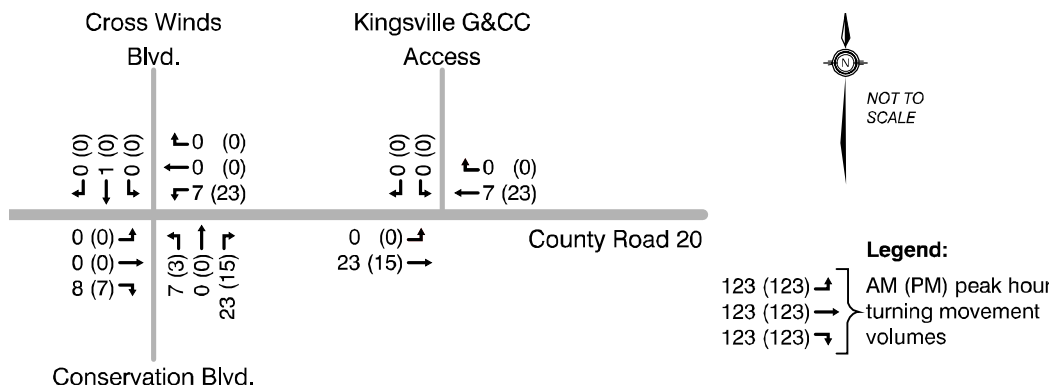 Cross Winds
Blvd.
Kingsville G&CC
Access
N
NOT TO
SCALE
0 (0)
1 (0)
0 (0)
0 (0)
0 (0)
7 (23)
0 (0)
0 (0)
0 (0)
7 (23)
0 (0)
0 (0)
8 (7)
7 (3)
0 (0)
23 (15)
0 (0)
23 (15)
County Road 20
Conservation Blvd.
Legend:
123 (123)
123 (123)
123 (123)
AM (PM) peak hour
turning movement
volumes